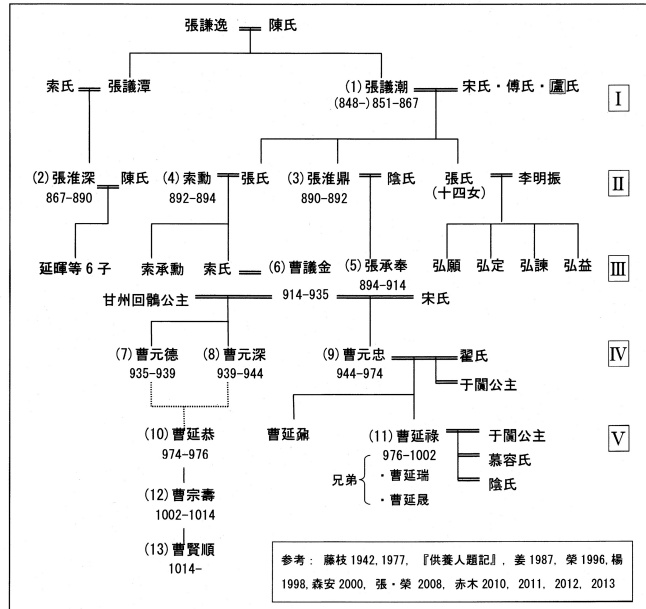 張謙逸 陳氏
索氏 張議潭 (1) 張議潮 宋氏・傅氏・盧氏 Ⅰ
(848-) 851-867
(2) 張淮深 陳氏 (4) 索勳 張氏 (3) 張淮鼎 陰氏 張氏 李明振 Ⅱ
867-890 892-894 890-892 (十四女)
延暉等6子 索承勳 索氏 (6) 曹議金 (5) 張承奉 弘願 弘定 弘諫 弘益 Ⅲ
894-914
甘州回鶻公主 914-935 宋氏
(7) 曹元德 (8) 曹元深 (9) 曹元忠 翟氏 Ⅳ
935-939 939-944 944-974
于闐公主
(10) 曹延恭 曹延鼐 (11) 曹延祿 于闐公主 Ⅴ
974-976 976-1002
慕容氏
兄弟 ・曹延瑞 陰氏
・曹延晟
(12) 曹宗壽
1002-1014
(13) 曹賢順
1014-
参考: 藤枝 1942, 1977, 『供養人題記』, 姜 1987, 榮 1996, 楊
1998, 森安 2000, 張・榮 2008, 赤木 2010, 2011, 2012, 2013